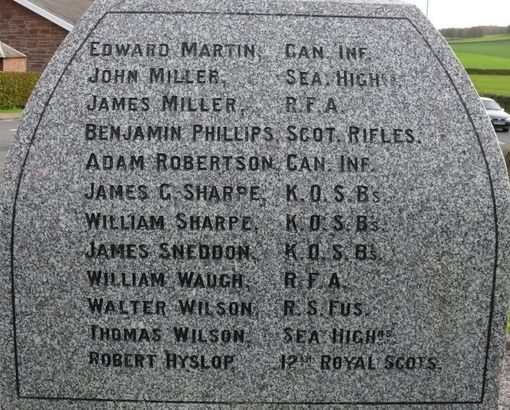 EDWARD MARTIN, CAN. INF.
JOHN MILLER, SEA. HIGHRS
JAMES MILLER, R.F.A.
BENJAMIN PHILLIPS, SCOT. RIFLES.
ADAM ROBERTSON, CAN. INF.
JAMES G. SHARPE, K.O.S.BS.
WILLIAM SHARPE, K.O.S.BS.
JAMES SNEDDON, K.O.S.BS.
WILLIAM WAUGH, R.F.A.
WALTER WILSON, R.S. FUS.
THOMAS WILSON, SEA HIGHRS.
ROBERT HYSLOP, 12TH ROYAL SCOTS.